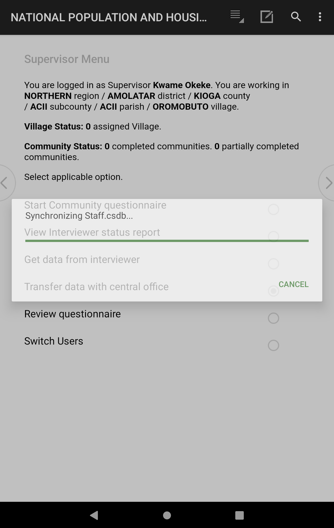 NATIONAL POPULATION AND HOUSI...
Supervisor Menu
You are logged in as Supervisor Kwame Okeke. You are working in
NORTHERN region / AMOLATAR district / KIOGA county
/ ACII subcounty / ACII parish / OROMOBUTO village.
Village Status: 0 assigned Village.
Community Status: 0 completed communities. 0 partially completed
communities.
Select applicable option.
Start Community questionnaire
Synchronizing Staff.csdb...
View Interviewer status report
Get data from interviewer
Transfer data with central office
CANCEL
Review questionnaire
Switch Users